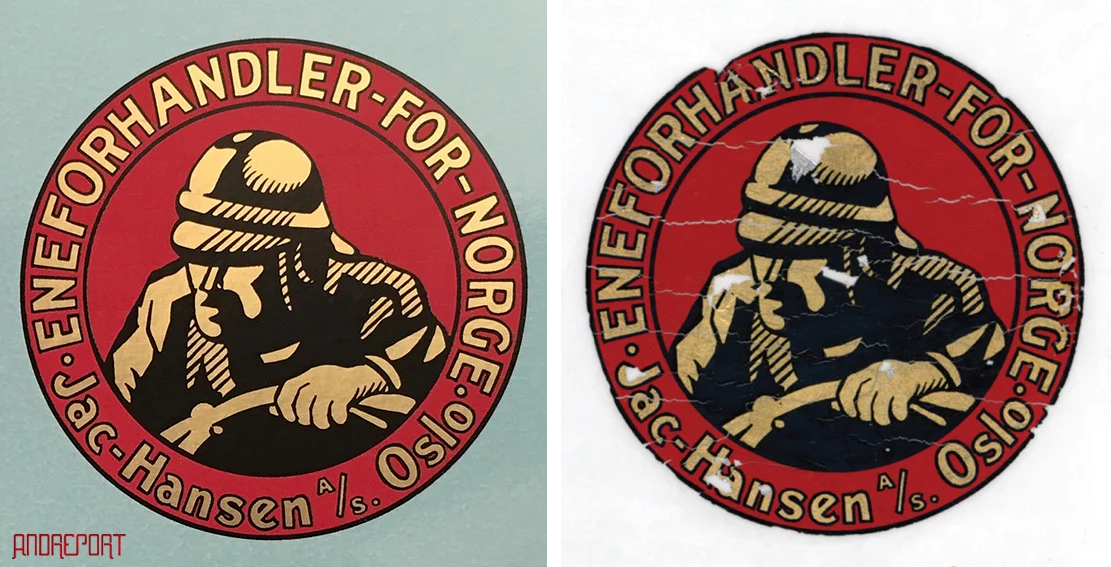 ·ENEFORHANDLER-FOR-NORGE·
Jac-Hansen A/s. Oslo
ANDREPORT
·ENEFORHANDLER-FOR-NORGE·
Jac-Hansen A/s. Oslo